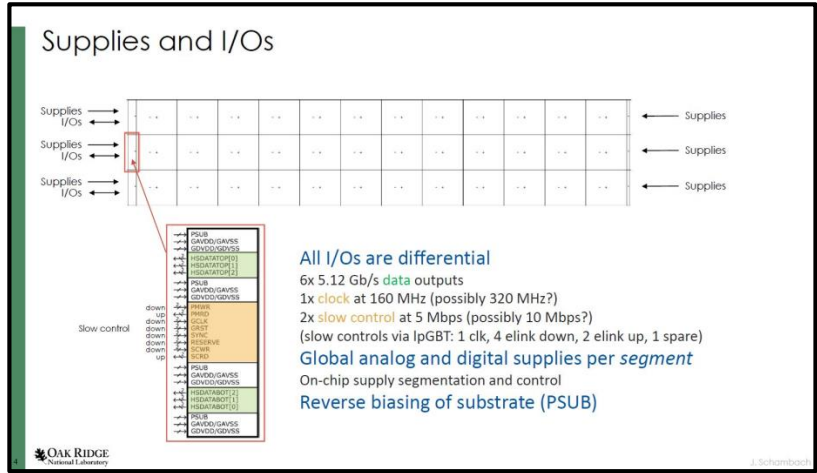 Supplies and I/Os
Supplies
I/Os
Supplies
Supplies
I/Os
Supplies
Supplies
I/Os
Supplies
PSUB
GAVDD/GAVSS
GDVDD/GDVSS
HSDATATOP[0]
HSDATATOP[1]
HSDATATOP[2]
PSUB
GAVDD/GAVSS
GDVDD/GDVSS
down PMWR
up PMRD
down GCLK
down GRST
down SYNC
down RESERVE
down SCWR
up SCRD
Slow control
PSUB
GAVDD/GAVSS
GDVDD/GDVSS
HSDATABOT[2]
HSDATABOT[1]
HSDATABOT[0]
PSUB
GAVDD/GAVSS
GDVDD/GDVSS
All I/Os are differential
6x 5.12 Gb/s data outputs
1x clock at 160 MHz (possibly 320 MHz?)
2x slow control at 5 Mbps (possibly 10 Mbps?)
(slow controls via lpGBT: 1 clk, 4 elink down, 2 elink up, 1 spare)
Global analog and digital supplies per segment
On-chip supply segmentation and control
Reverse biasing of substrate (PSUB)
4
OAK RIDGE
National Laboratory
J. Schambach